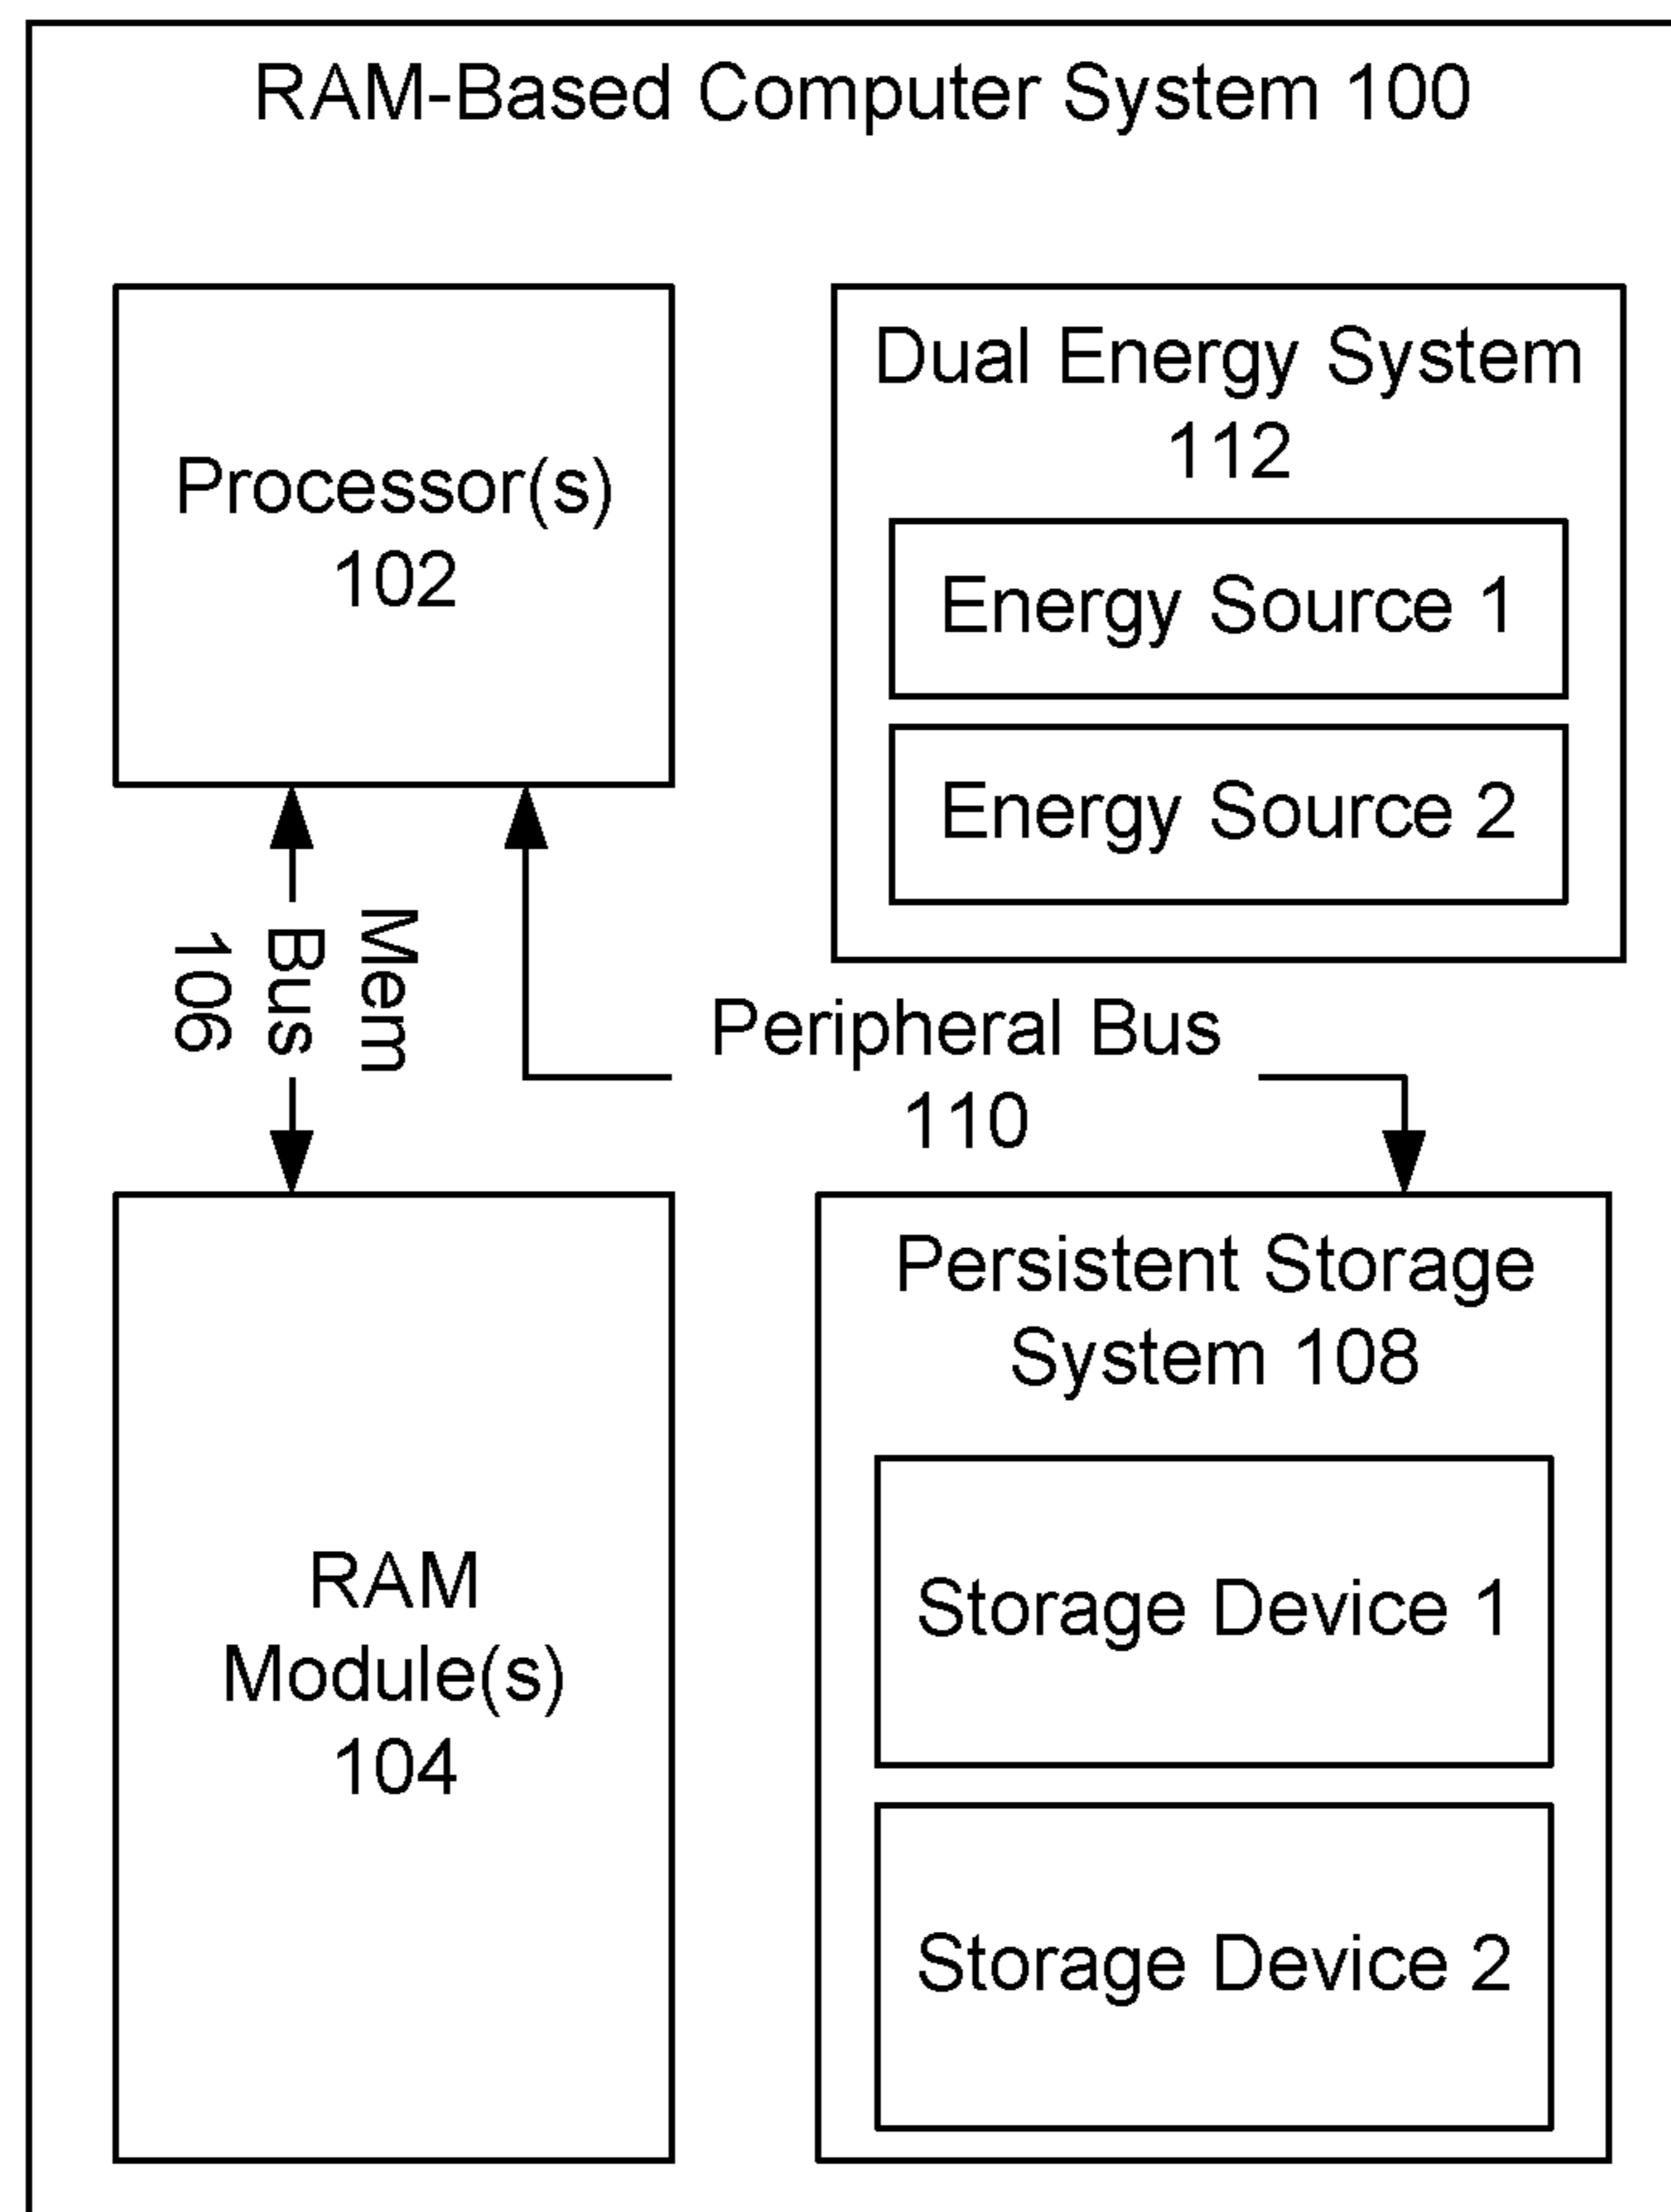 RAM-Based Computer System 100
Processor(s)
102
Dual Energy System
112
Energy Source 1
Energy Source 2
Mem
Bus
106
Peripheral Bus
110
RAM
Module(s)
104
Persistent Storage
System 108
Storage Device 1
Storage Device 2